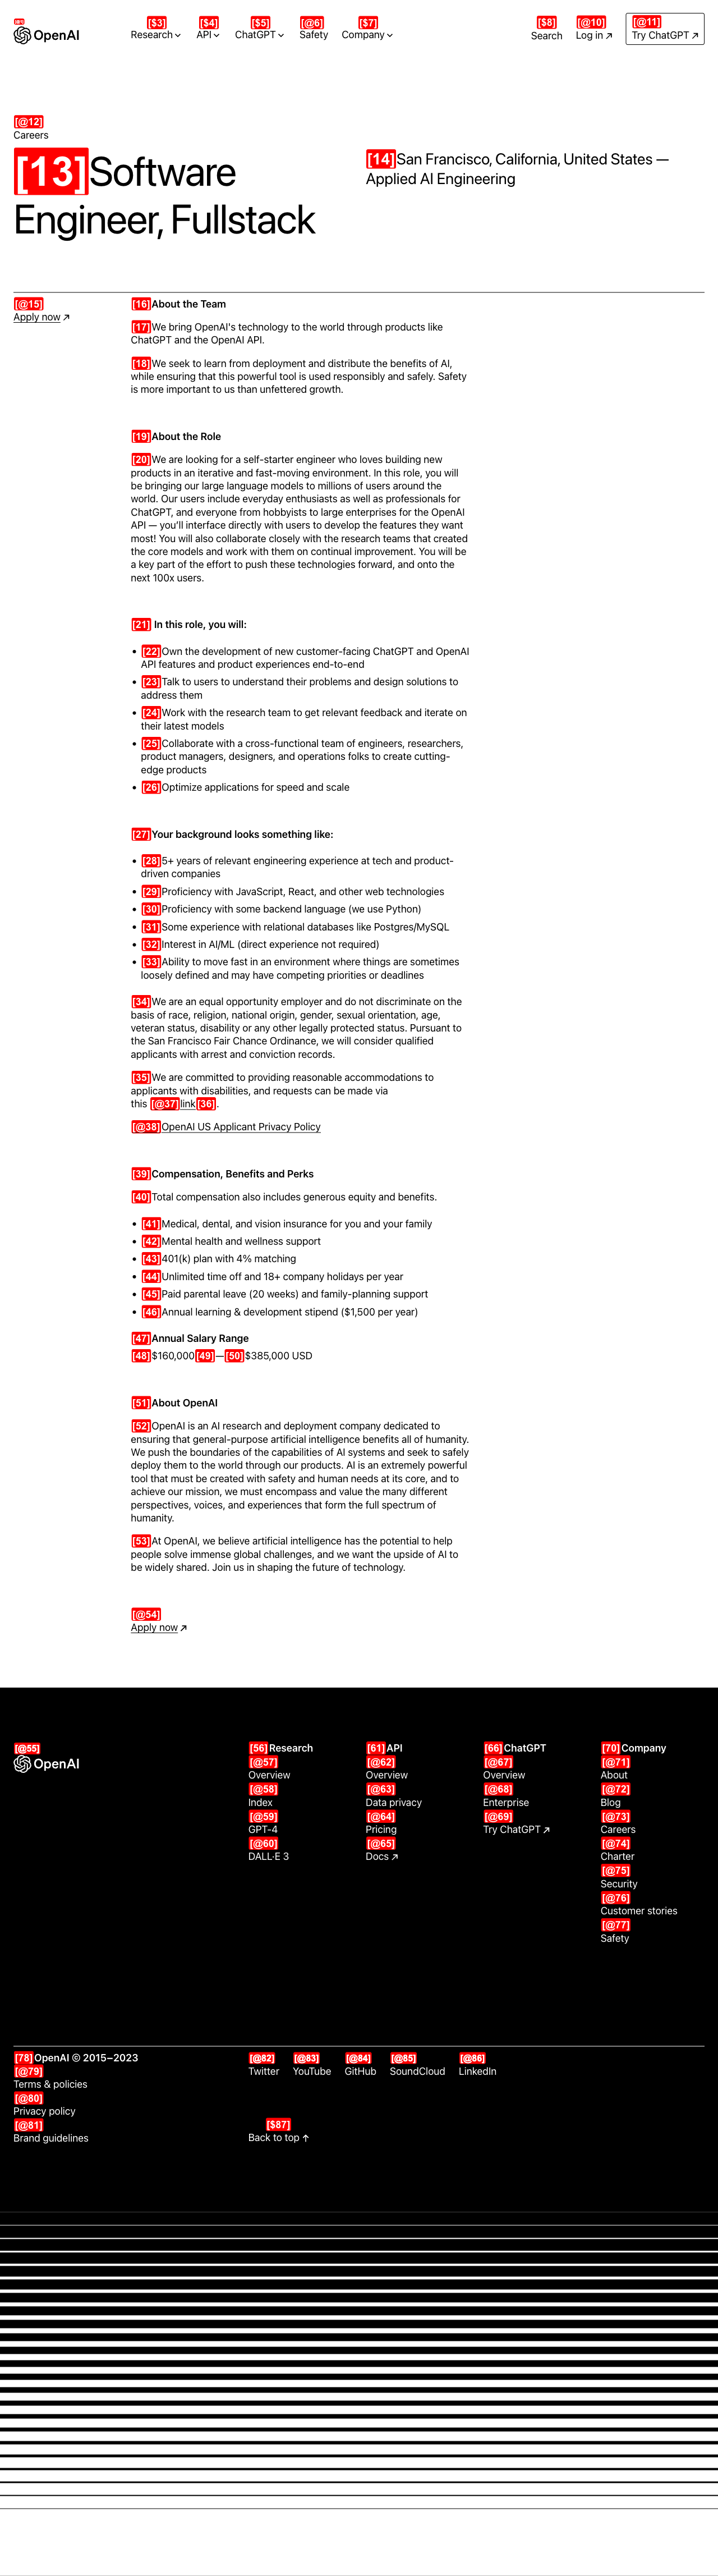 [$3] [$4] [$5] [@6] [$7] [$8] [@10] [@11]
OpenAI Research API ChatGPT Safety Company Search Log in ↗ Try ChatGPT ↗
[@12]
Careers
[13]Software
Engineer, Fullstack
[14]San Francisco, California, United States —
Applied AI Engineering
[@15]
Apply now ↗
[16]About the Team
[17]We bring OpenAI's technology to the world through products like
ChatGPT and the OpenAI API.
[18]We seek to learn from deployment and distribute the benefits of AI,
while ensuring that this powerful tool is used responsibly and safely. Safety
is more important to us than unfettered growth.
[19]About the Role
[20]We are looking for a self-starter engineer who loves building new
products in an iterative and fast-moving environment. In this role, you will
be bringing our large language models to millions of users around the
world. Our users include everyday enthusiasts as well as professionals for
ChatGPT, and everyone from hobbyists to large enterprises for the OpenAI
API — you'll interface directly with users to develop the features they want
most! You will also collaborate closely with the research teams that created
the core models and work with them on continual improvement. You will be
a key part of the effort to push these technologies forward, and onto the
next 100x users.
[21] In this role, you will:
• [22]Own the development of new customer-facing ChatGPT and OpenAI
API features and product experiences end-to-end
• [23]Talk to users to understand their problems and design solutions to
address them
• [24]Work with the research team to get relevant feedback and iterate on
their latest models
• [25]Collaborate with a cross-functional team of engineers, researchers,
product managers, designers, and operations folks to create cutting-
edge products
• [26]Optimize applications for speed and scale
[27]Your background looks something like:
• [28]5+ years of relevant engineering experience at tech and product-
driven companies
• [29]Proficiency with JavaScript, React, and other web technologies
• [30]Proficiency with some backend language (we use Python)
• [31]Some experience with relational databases like Postgres/MySQL
• [32]Interest in AI/ML (direct experience not required)
• [33]Ability to move fast in an environment where things are sometimes
loosely defined and may have competing priorities or deadlines
[34]We are an equal opportunity employer and do not discriminate on the
basis of race, religion, national origin, gender, sexual orientation, age,
veteran status, disability or any other legally protected status. Pursuant to
the San Francisco Fair Chance Ordinance, we will consider qualified
applicants with arrest and conviction records.
[35]We are committed to providing reasonable accommodations to
applicants with disabilities, and requests can be made via
this [@37]link[36].
[@38]OpenAI US Applicant Privacy Policy
[39]Compensation, Benefits and Perks
[40]Total compensation also includes generous equity and benefits.
• [41]Medical, dental, and vision insurance for you and your family
• [42]Mental health and wellness support
• [43]401(k) plan with 4% matching
• [44]Unlimited time off and 18+ company holidays per year
• [45]Paid parental leave (20 weeks) and family-planning support
• [46]Annual learning & development stipend ($1,500 per year)
[47]Annual Salary Range
[48]$160,000[49]—[50]$385,000 USD
[51]About OpenAI
[52]OpenAI is an AI research and deployment company dedicated to
ensuring that general-purpose artificial intelligence benefits all of humanity.
We push the boundaries of the capabilities of AI systems and seek to safely
deploy them to the world through our products. AI is an extremely powerful
tool that must be created with safety and human needs at its core, and to
achieve our mission, we must encompass and value the many different
perspectives, voices, and experiences that form the full spectrum of
humanity.
[53]At OpenAI, we believe artificial intelligence has the potential to help
people solve immense global challenges, and we want the upside of AI to
be widely shared. Join us in shaping the future of technology.
[@54]
Apply now ↗
[@55]
OpenAI
[56]Research
[@57]
Overview
[@58]
Index
[@59]
GPT-4
[@60]
DALL·E 3
[61]API
[@62]
Overview
[@63]
Data privacy
[@64]
Pricing
[@65]
Docs ↗
[66]ChatGPT
[@67]
Overview
[@68]
Enterprise
[@69]
Try ChatGPT ↗
[70]Company
[@71]
About
[@72]
Blog
[@73]
Careers
[@74]
Charter
[@75]
Security
[@76]
Customer stories
[@77]
Safety
[78]OpenAI © 2015–2023
[@79]
Terms & policies
[@80]
Privacy policy
[@81]
Brand guidelines
[@82] [@83] [@84] [@85] [@86]
Twitter YouTube GitHub SoundCloud LinkedIn
[$87]
Back to top ↑